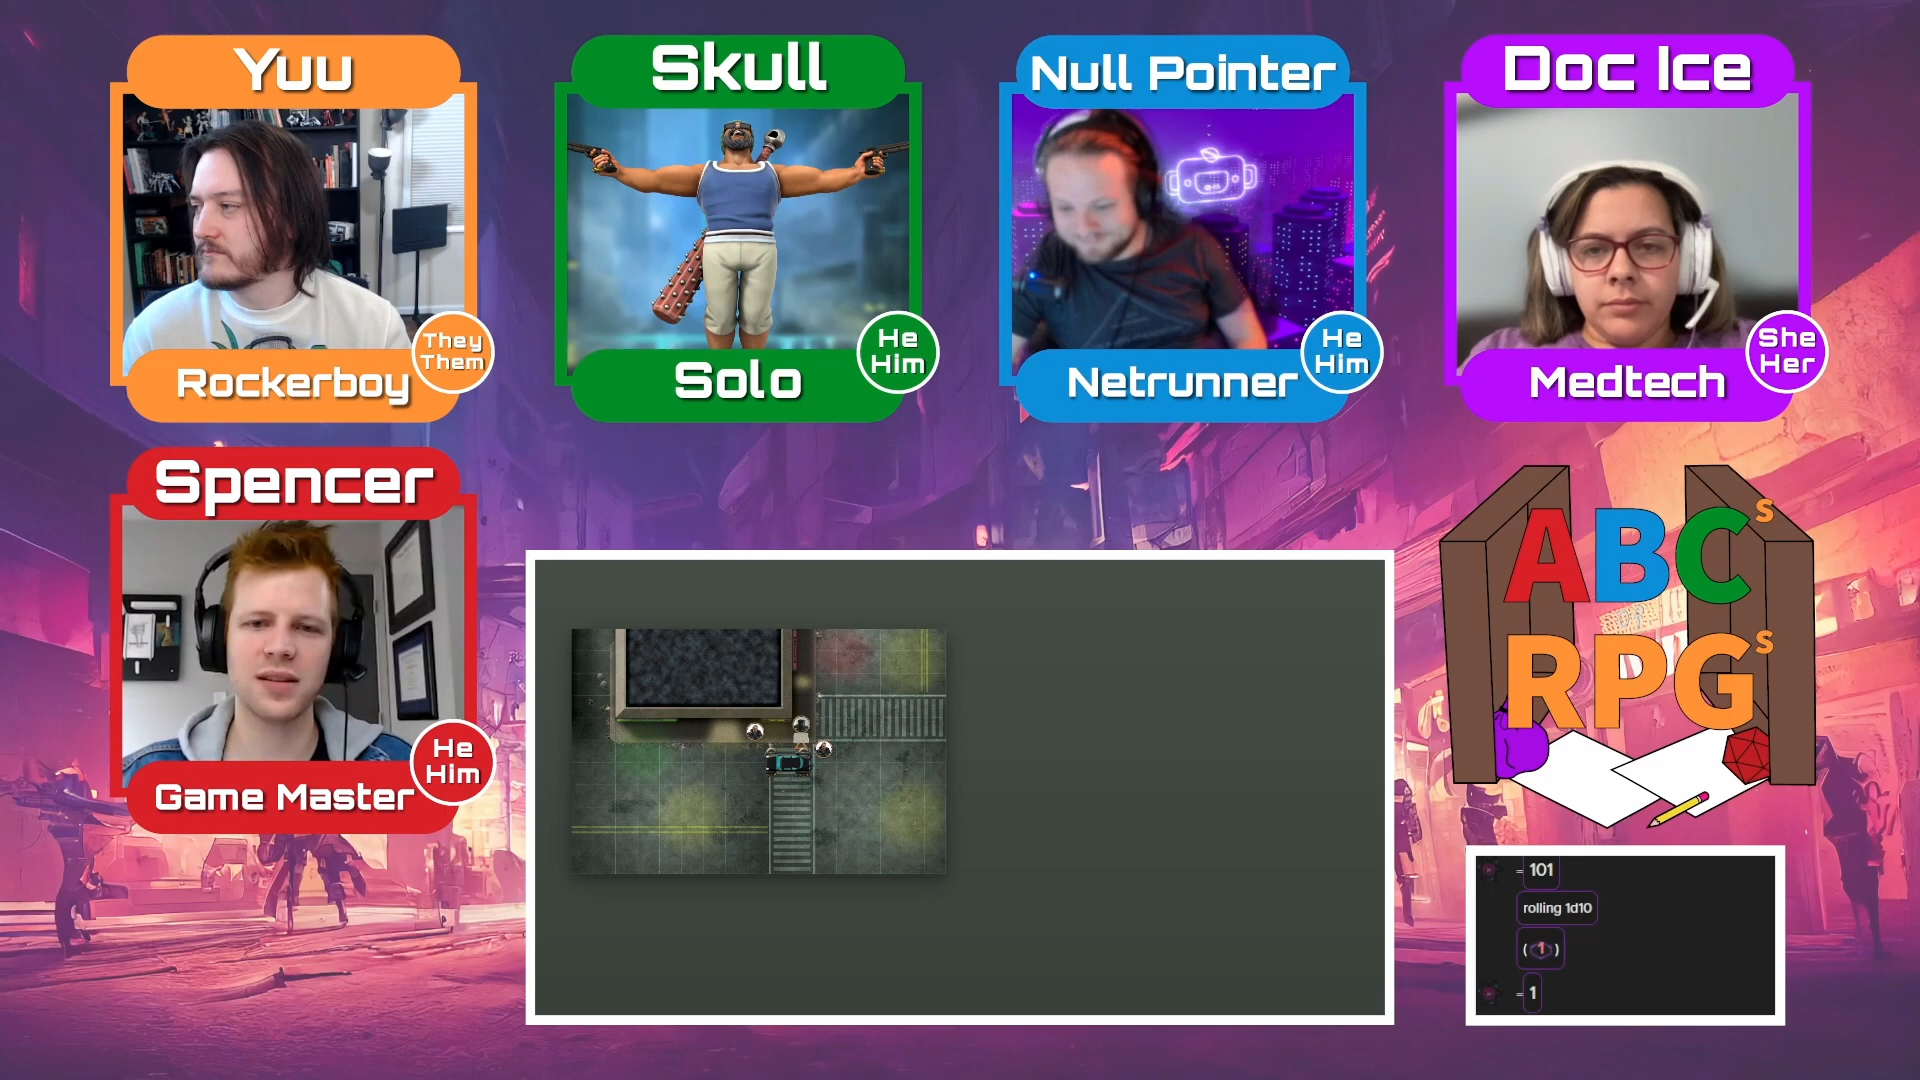 Yuu
They
Them
Rockerboy
Skull
He
Him
Solo
Null Pointer
He
Him
Netrunner
Doc Ice
She
Her
Medtech
Spencer
He
Him
Game Master
ABCs
of
RPGs
= 101
rolling 1d10
(1)
= 1